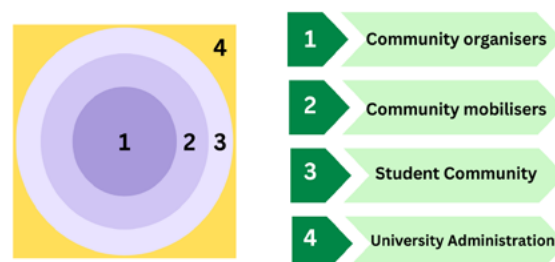 4
1 2 3
1 Community organisers
2 Community mobilisers
3 Student Community
4 University Administration